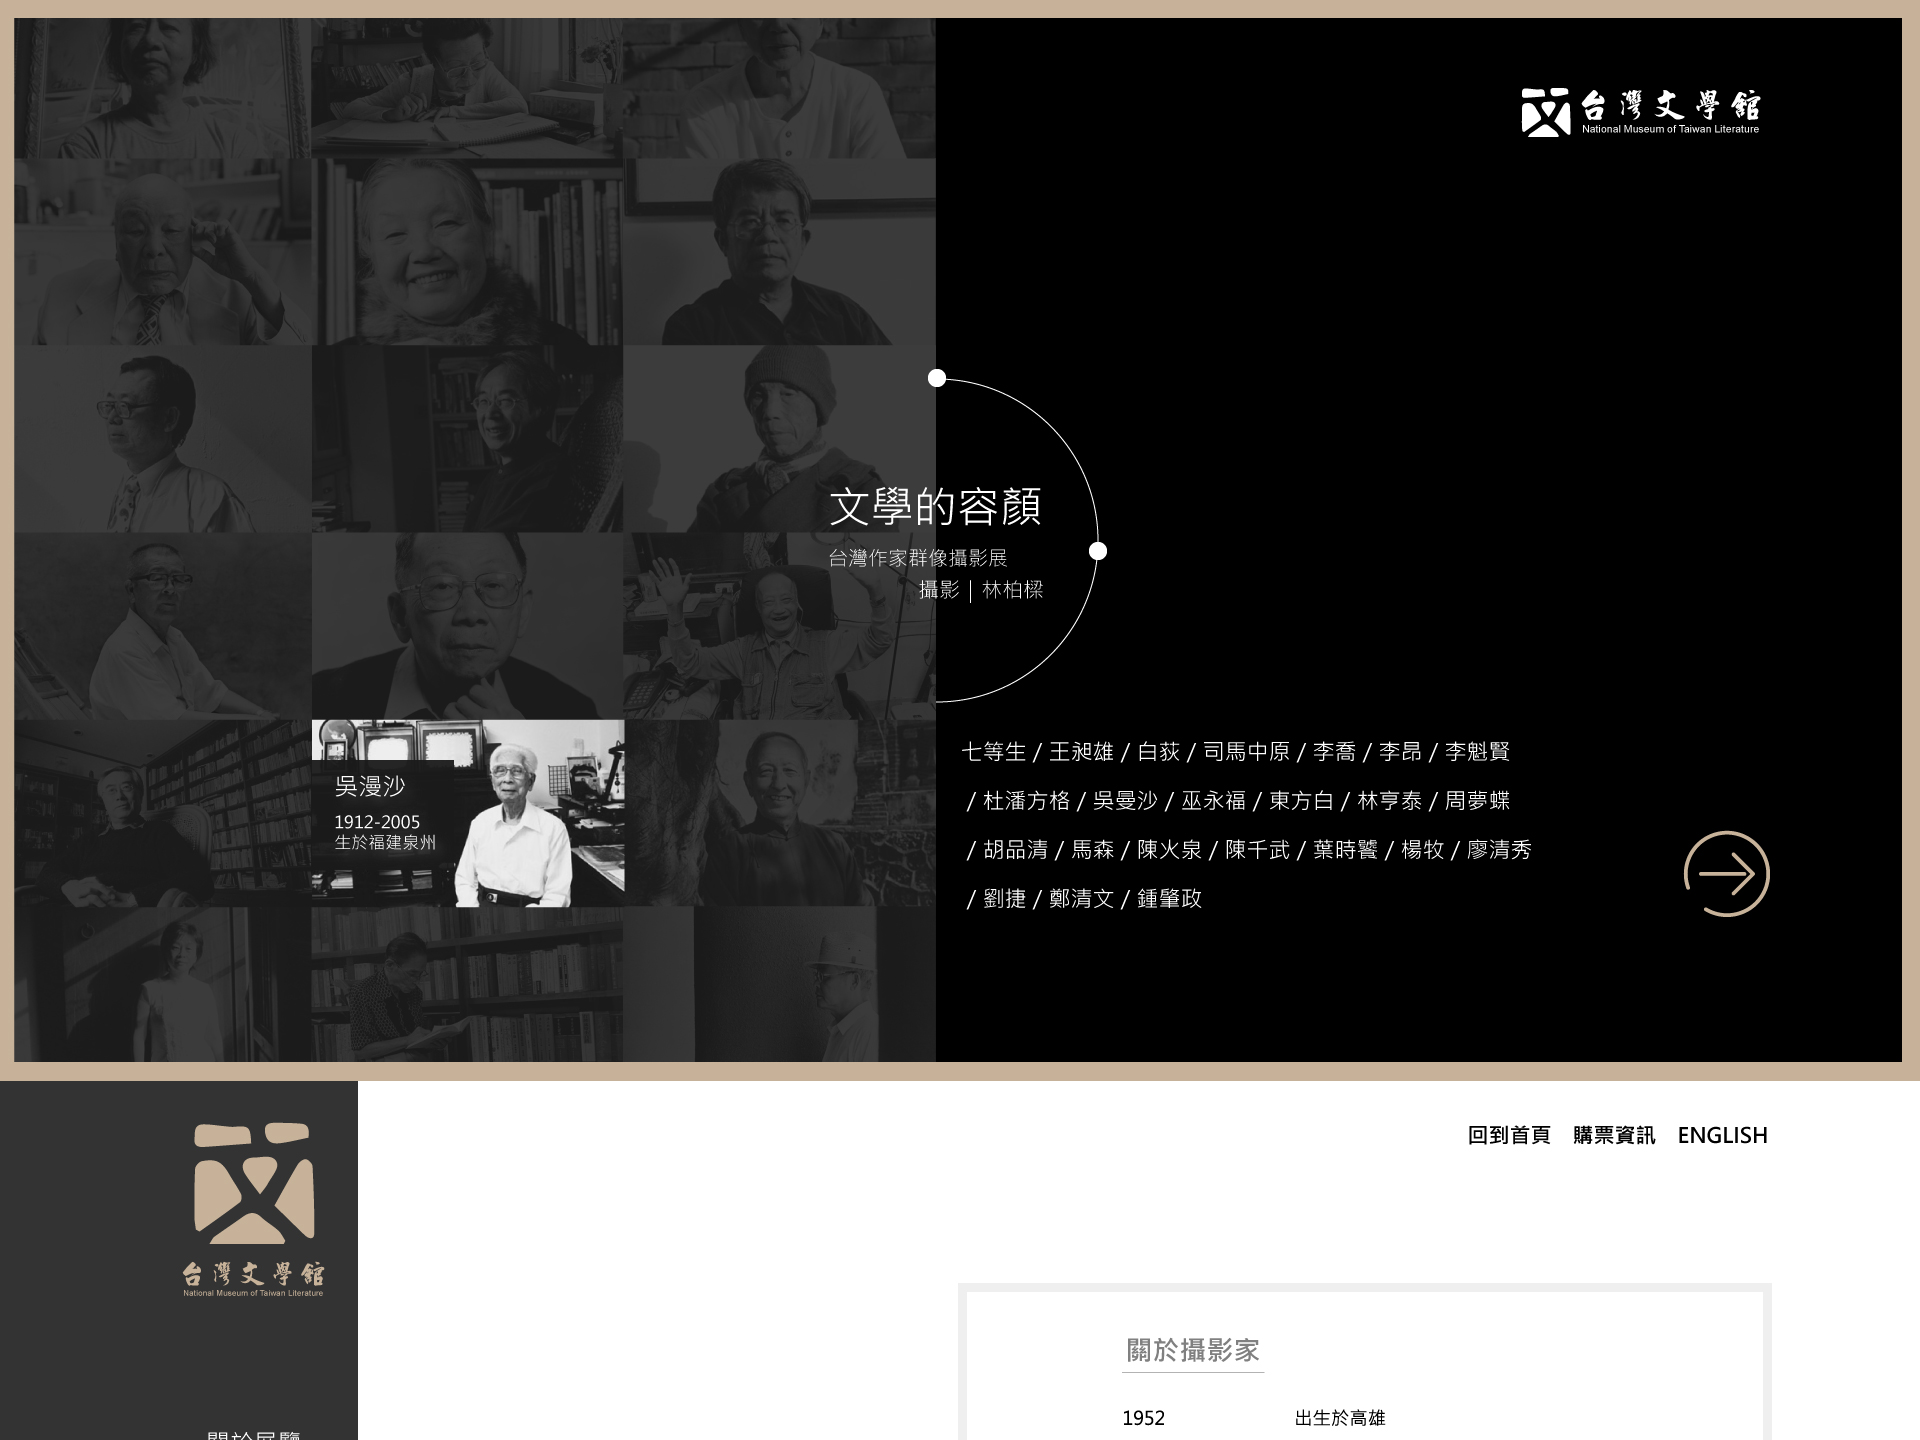 台灣文學館
National Museum of Taiwan Literature
文學的容顏
台灣作家群像攝影展
攝影│林柏樑
吳漫沙
1912-2005
生於福建泉州
七等生 / 王昶雄 / 白荻 / 司馬中原 / 李喬 / 李昂 / 李魁賢
/ 杜潘方格 / 吳曼沙 / 巫永福 / 東方白 / 林亨泰 / 周夢蝶
/ 胡品清 / 馬森 / 陳火泉 / 陳千武 / 葉時饕 / 楊牧 / 廖清秀
/ 劉捷 / 鄭清文 / 鍾肇政
台灣文學館
National Museum of Taiwan Literature
回到首頁 購票資訊 ENGLISH
關於攝影家
1952 出生於高雄
關於展覽